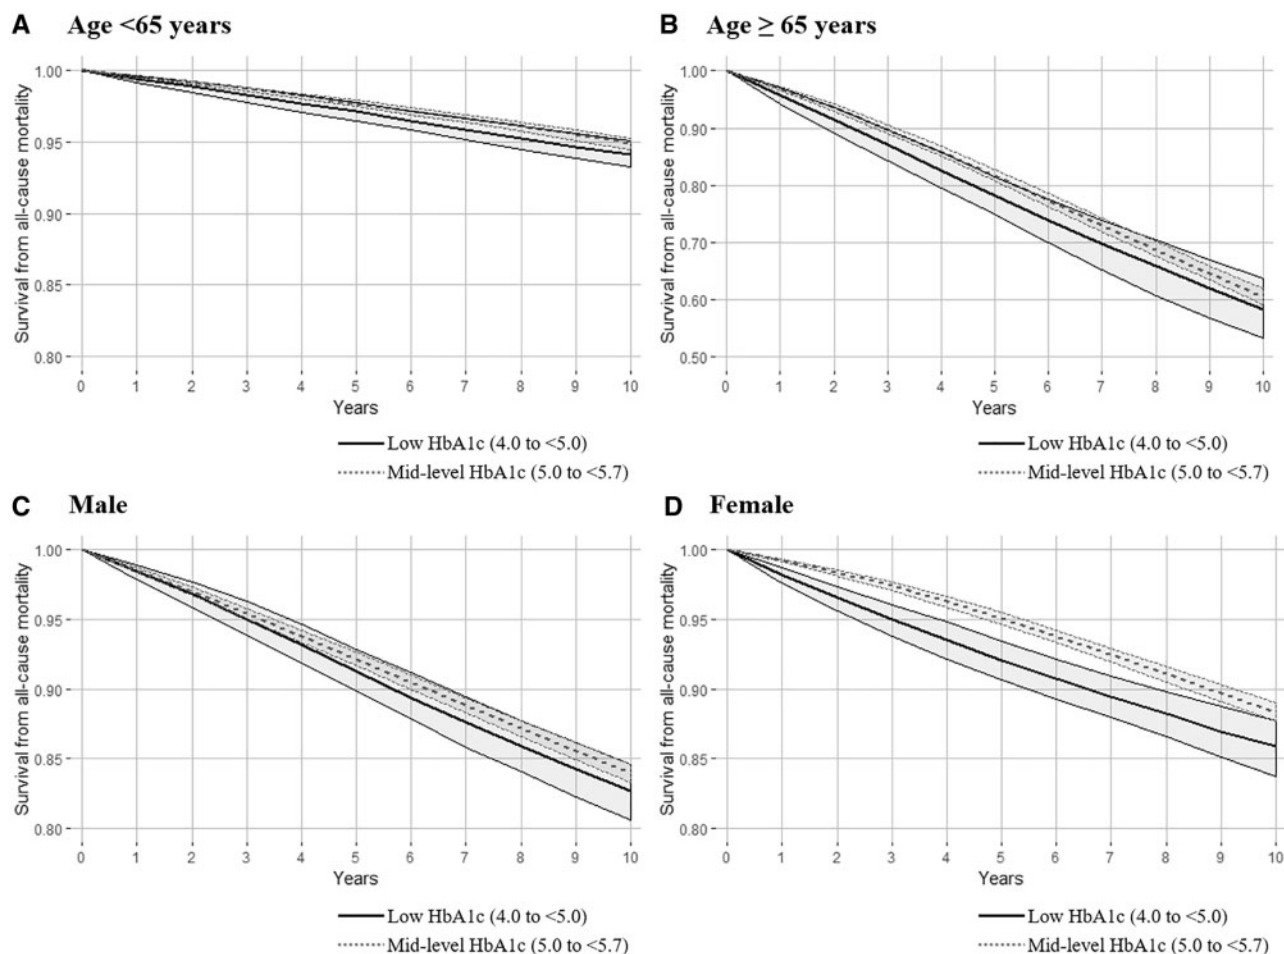 A Age <65 years
Survival from all-cause mortality
1.00
0.95
0.90
0.85
0.80
0 1 2 3 4 5 6 7 8 9 10
Years
Low HbA1c (4.0 to <5.0)
Mid-level HbA1c (5.0 to <5.7)
B Age ≥ 65 years
Survival from all-cause mortality
1.00
0.90
0.80
0.70
0.60
0.50
0 1 2 3 4 5 6 7 8 9 10
Years
Low HbA1c (4.0 to <5.0)
Mid-level HbA1c (5.0 to <5.7)
C Male
Survival from all-cause mortality
1.00
0.95
0.90
0.85
0.80
0 1 2 3 4 5 6 7 8 9 10
Years
Low HbA1c (4.0 to <5.0)
Mid-level HbA1c (5.0 to <5.7)
D Female
Survival from all-cause mortality
1.00
0.95
0.90
0.85
0.80
0 1 2 3 4 5 6 7 8 9 10
Years
Low HbA1c (4.0 to <5.0)
Mid-level HbA1c (5.0 to <5.7)